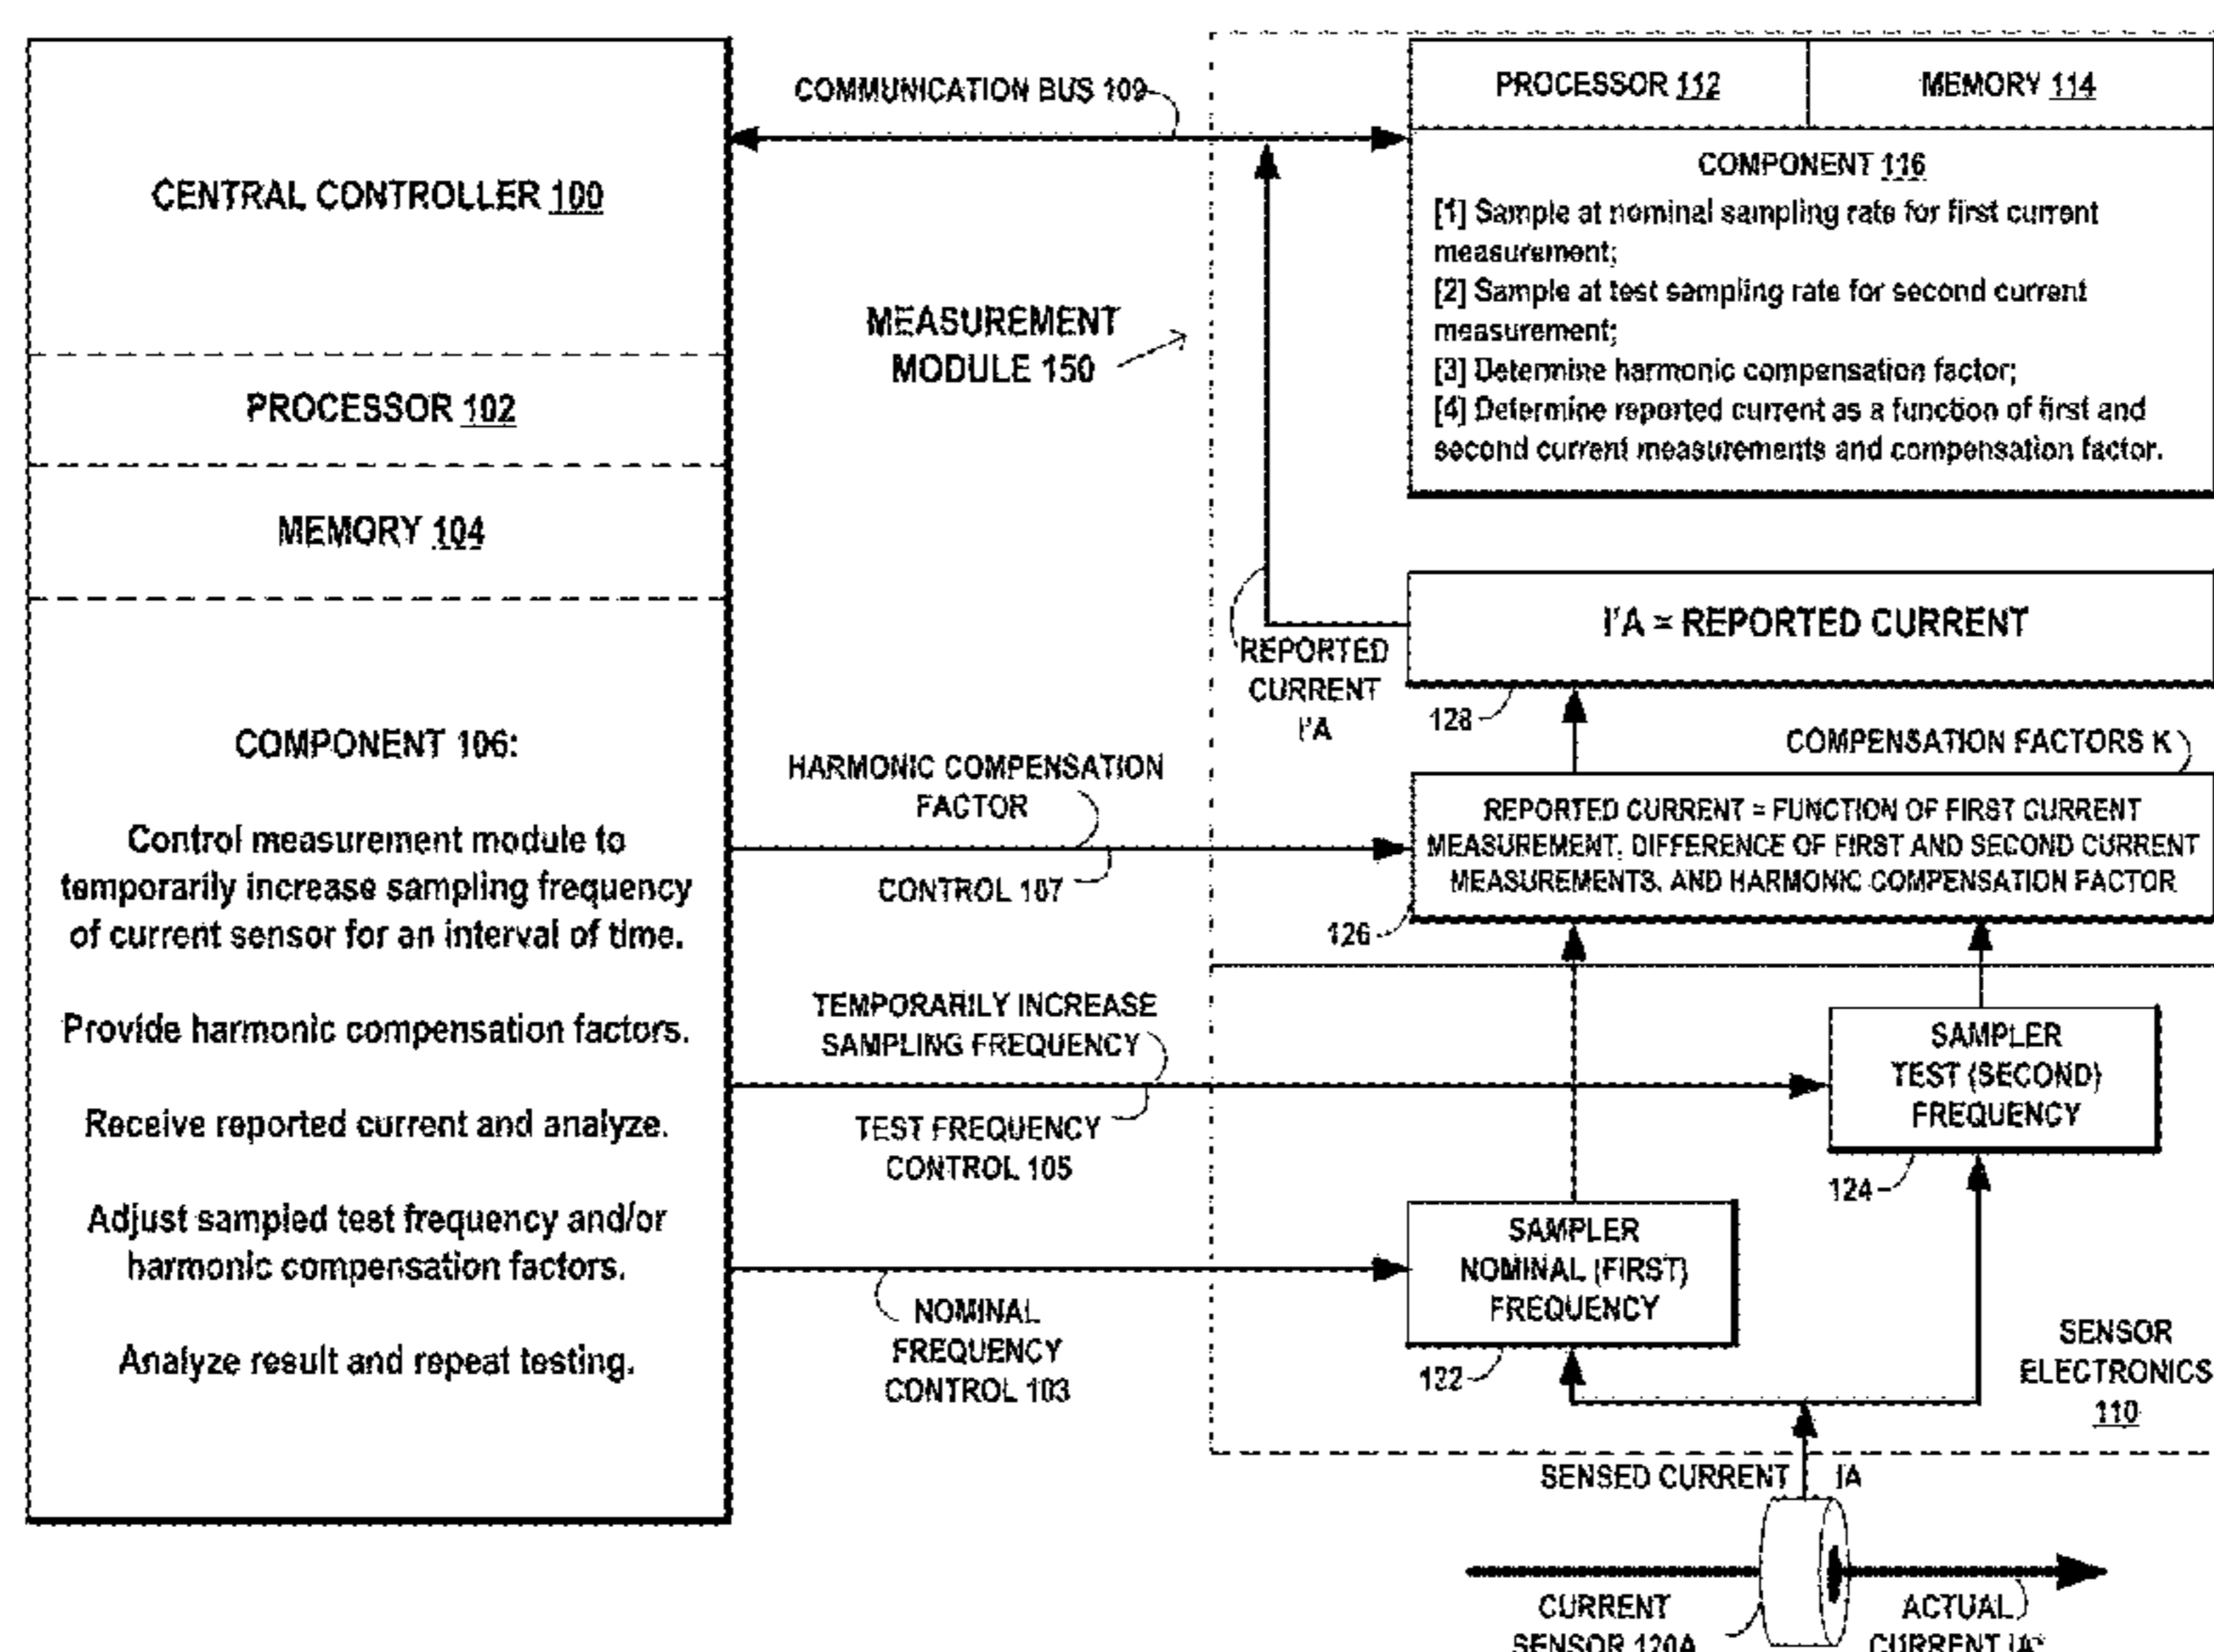 CENTRAL CONTROLLER 100
PROCESSOR 102
MEMORY 104
COMPONENT 106:
Control measurement module to
temporarily increase sampling frequency
of current sensor for an interval of time.
Provide harmonic compensation factors.
Receive reported current and analyze.
Adjust sampled test frequency and/or
harmonic compensation factors.
Analyze result and repeat testing.
COMMUNICATION BUS 109
MEASUREMENT
MODULE 150
HARMONIC COMPENSATION
FACTOR
CONTROL 107
TEMPORARILY INCREASE
SAMPLING FREQUENCY
TEST FREQUENCY
CONTROL 105
NOMINAL
FREQUENCY
CONTROL 103
PROCESSOR 112
MEMORY 114
COMPONENT 116
[1] Sample at nominal sampling rate for first current
measurement;
[2] Sample at test sampling rate for second current
measurement;
[3] Determine harmonic compensation factor;
[4] Determine reported current as a function of first and
second current measurements and compensation factor.
I'A = REPORTED CURRENT
REPORTED
CURRENT
I'A
128
COMPENSATION FACTORS K
REPORTED CURRENT = FUNCTION OF FIRST CURRENT
MEASUREMENT, DIFFERENCE OF FIRST AND SECOND CURRENT
MEASUREMENTS, AND HARMONIC COMPENSATION FACTOR
126
SAMPLER
TEST (SECOND)
FREQUENCY
124
SAMPLER
NOMINAL (FIRST)
FREQUENCY
122
SENSOR
ELECTRONICS
110
SENSED CURRENT IA
CURRENT
SENSOR 120A
ACTUAL
CURRENT